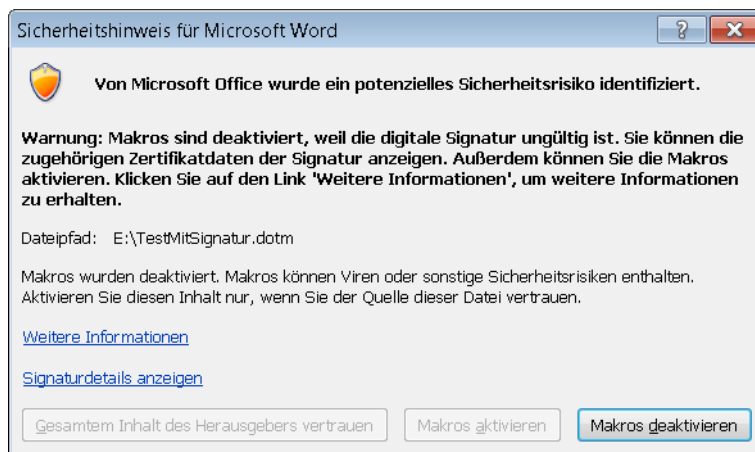 Sicherheitshinweis für Microsoft Word
?
Von Microsoft Office wurde ein potenzielles Sicherheitsrisiko identifiziert.
Warnung: Makros sind deaktiviert, weil die digitale Signatur ungültig ist. Sie können die
zugehörigen Zertifikatdaten der Signatur anzeigen. Außerdem können Sie die Makros
aktivieren. Klicken Sie auf den Link 'Weitere Informationen', um weitere Informationen
zu erhalten.
Dateipfad: E:\TestMitSignatur.dotm
Makros wurden deaktiviert. Makros können Viren oder sonstige Sicherheitsrisiken enthalten.
Aktivieren Sie diesen Inhalt nur, wenn Sie der Quelle dieser Datei vertrauen.
Weitere Informationen
Signaturdetails anzeigen
Gesamtem Inhalt des Herausgebers vertrauen Makros aktivieren Makros deaktivieren